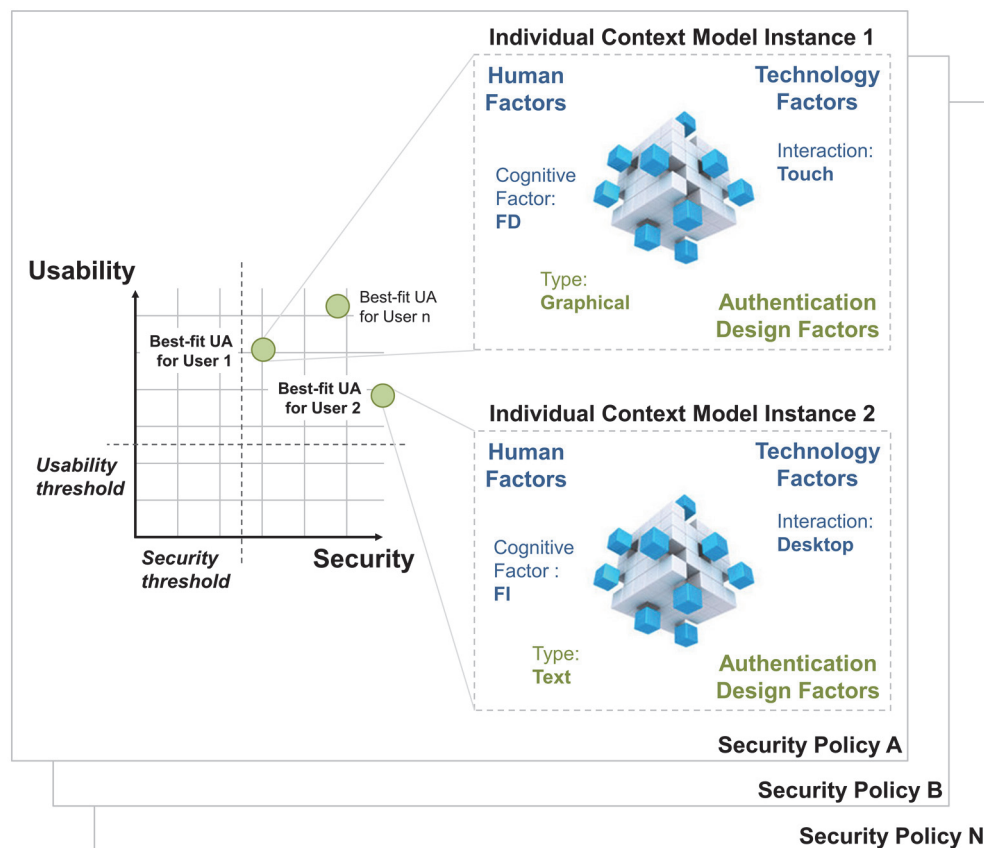 Individual Context Model Instance 1
Human
Factors
Technology
Factors
Cognitive
Factor:
FD
Interaction:
Touch
Type:
Graphical
Authentication
Design Factors
Usability
Best-fit UA
for User n
Best-fit UA
for User 1
Best-fit UA
for User 2
Usability
threshold
Security
threshold
Security
Individual Context Model Instance 2
Human
Factors
Technology
Factors
Cognitive
Factor :
FI
Interaction:
Desktop
Type:
Text
Authentication
Design Factors
Security Policy A
Security Policy B
Security Policy N